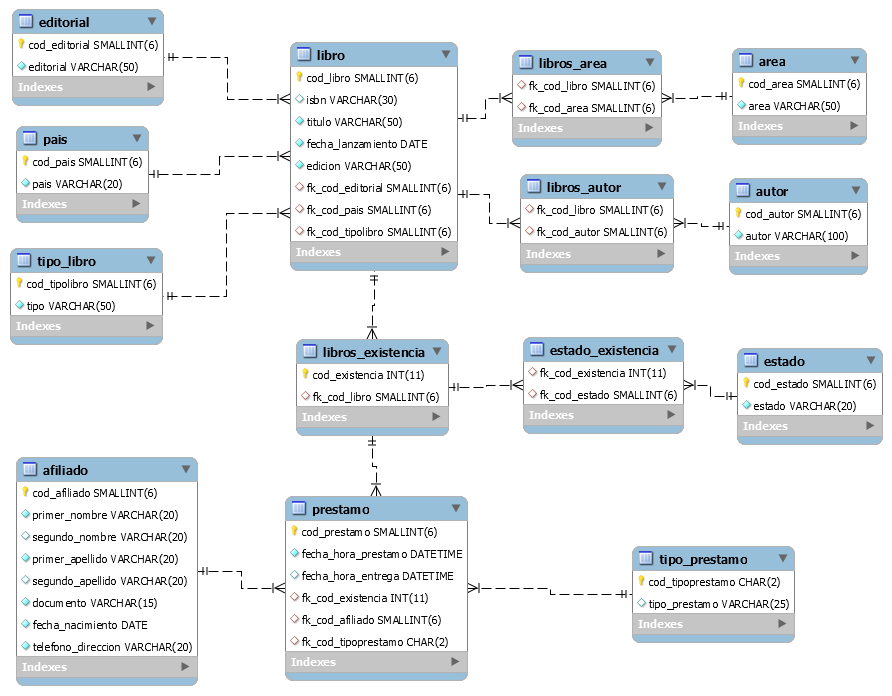 editorial
cod_editorial SMALLINT(6)
editorial VARCHAR(50)
Indexes
pais
cod_pais SMALLINT(6)
pais VARCHAR(20)
Indexes
tipo_libro
cod_tipolibro SMALLINT(6)
tipo VARCHAR(50)
Indexes
libro
cod_libro SMALLINT(6)
isbn VARCHAR(30)
titulo VARCHAR(50)
fecha_lanzamiento DATE
edicion VARCHAR(50)
fk_cod_editorial SMALLINT(6)
fk_cod_pais SMALLINT(6)
fk_cod_tipolibro SMALLINT(6)
Indexes
libros_area
fk_cod_libro SMALLINT(6)
fk_cod_area SMALLINT(6)
Indexes
area
cod_area SMALLINT(6)
area VARCHAR(50)
Indexes
libros_autor
fk_cod_libro SMALLINT(6)
fk_cod_autor SMALLINT(6)
Indexes
autor
cod_autor SMALLINT(6)
autor VARCHAR(100)
Indexes
libros_existencia
cod_existencia INT(11)
fk_cod_libro SMALLINT(6)
Indexes
estado_existencia
fk_cod_existencia INT(11)
fk_cod_estado SMALLINT(6)
Indexes
estado
cod_estado SMALLINT(6)
estado VARCHAR(20)
Indexes
afiliado
cod_afiliado SMALLINT(6)
primer_nombre VARCHAR(20)
segundo_nombre VARCHAR(20)
primer_apellido VARCHAR(20)
segundo_apellido VARCHAR(20)
documento VARCHAR(15)
fecha_nacimiento DATE
telefono_direccion VARCHAR(20)
Indexes
prestamo
cod_prestamo SMALLINT(6)
fecha_hora_prestamo DATETIME
fecha_hora_entrega DATETIME
fk_cod_existencia INT(11)
fk_cod_afiliado SMALLINT(6)
fk_cod_tipoprestamo CHAR(2)
Indexes
tipo_prestamo
cod_tipoprestamo CHAR(2)
tipo_prestamo VARCHAR(25)
Indexes